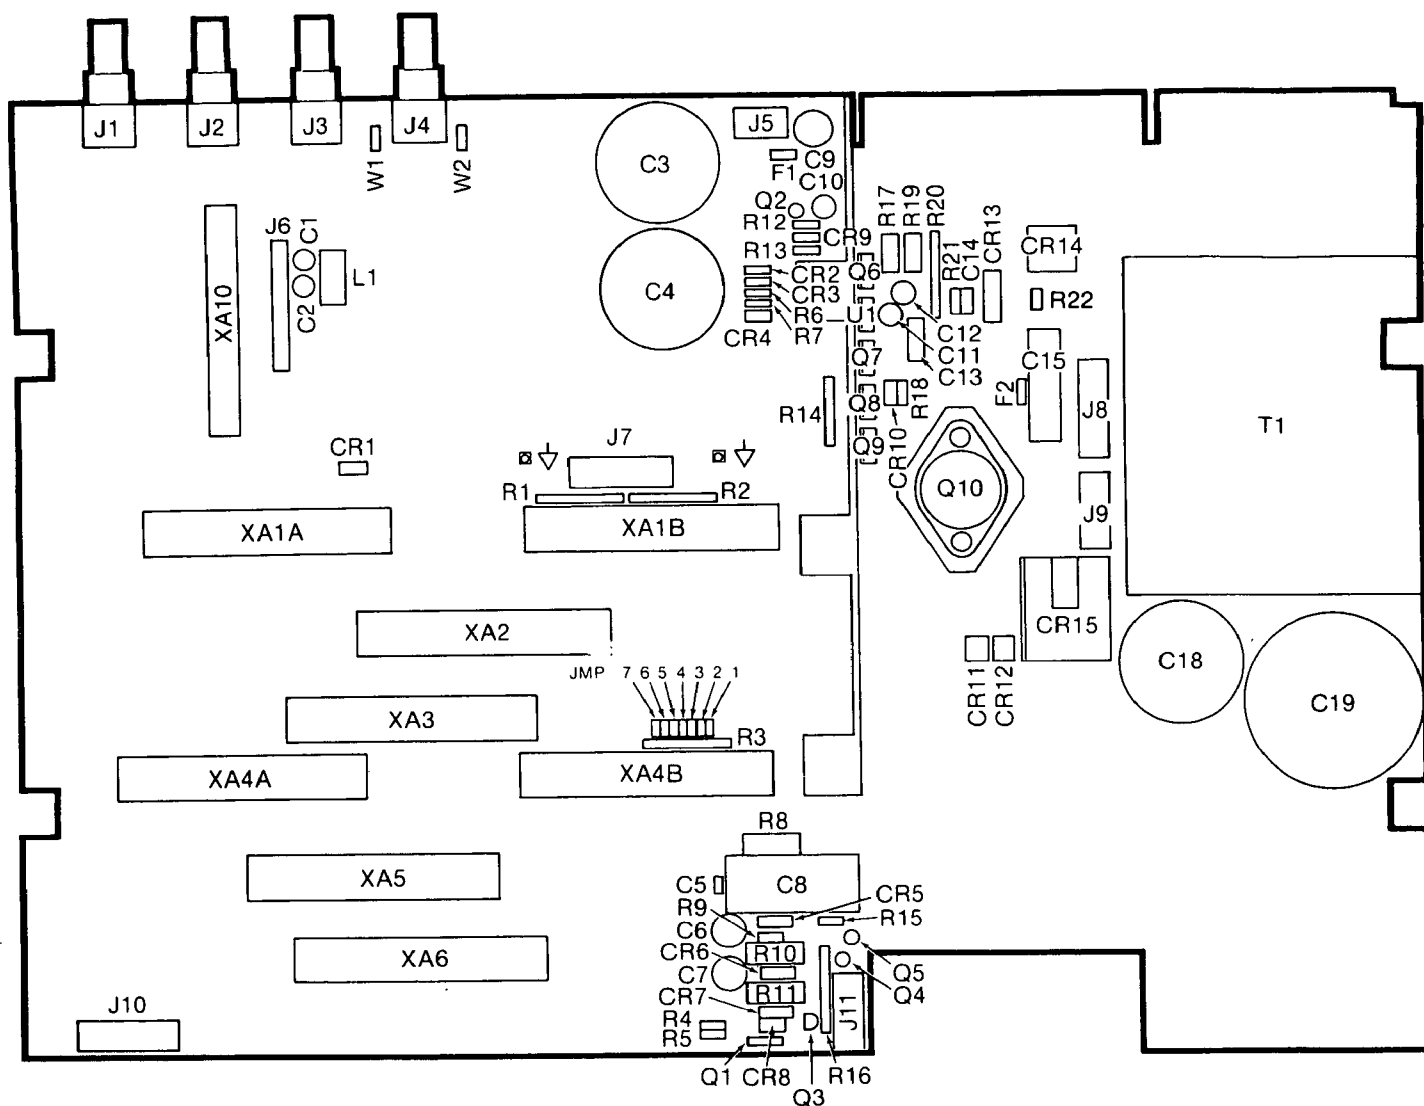 J1
J2
J3
J4
W1
W2
C3
J5
C9
F1
C10
Q2
R12
CR9
R13
CR2
CR3
R6
R7
CR4
C4
J6
C1
C2
L1
XA10
Q6
U1
Q7
Q8
Q9
R14
R17
R19
R20
R21
C14
CR13
CR14
R22
C12
C11
C13
R18
CR10
C15
F2
J8
J9
T1
Q10
CR15
CR11
CR12
C18
C19
CR1
J7
R1
R2
XA1A
XA1B
XA2
JMP 7 6 5 4 3 2 1
XA3
R3
XA4A
XA4B
R8
C8
C5
R9
C6
CR6
C7
CR7
R4
R5
R10
R11
CR5
R15
Q5
Q4
J11
XA5
XA6
J10
Q1
CR8
Q3
R16